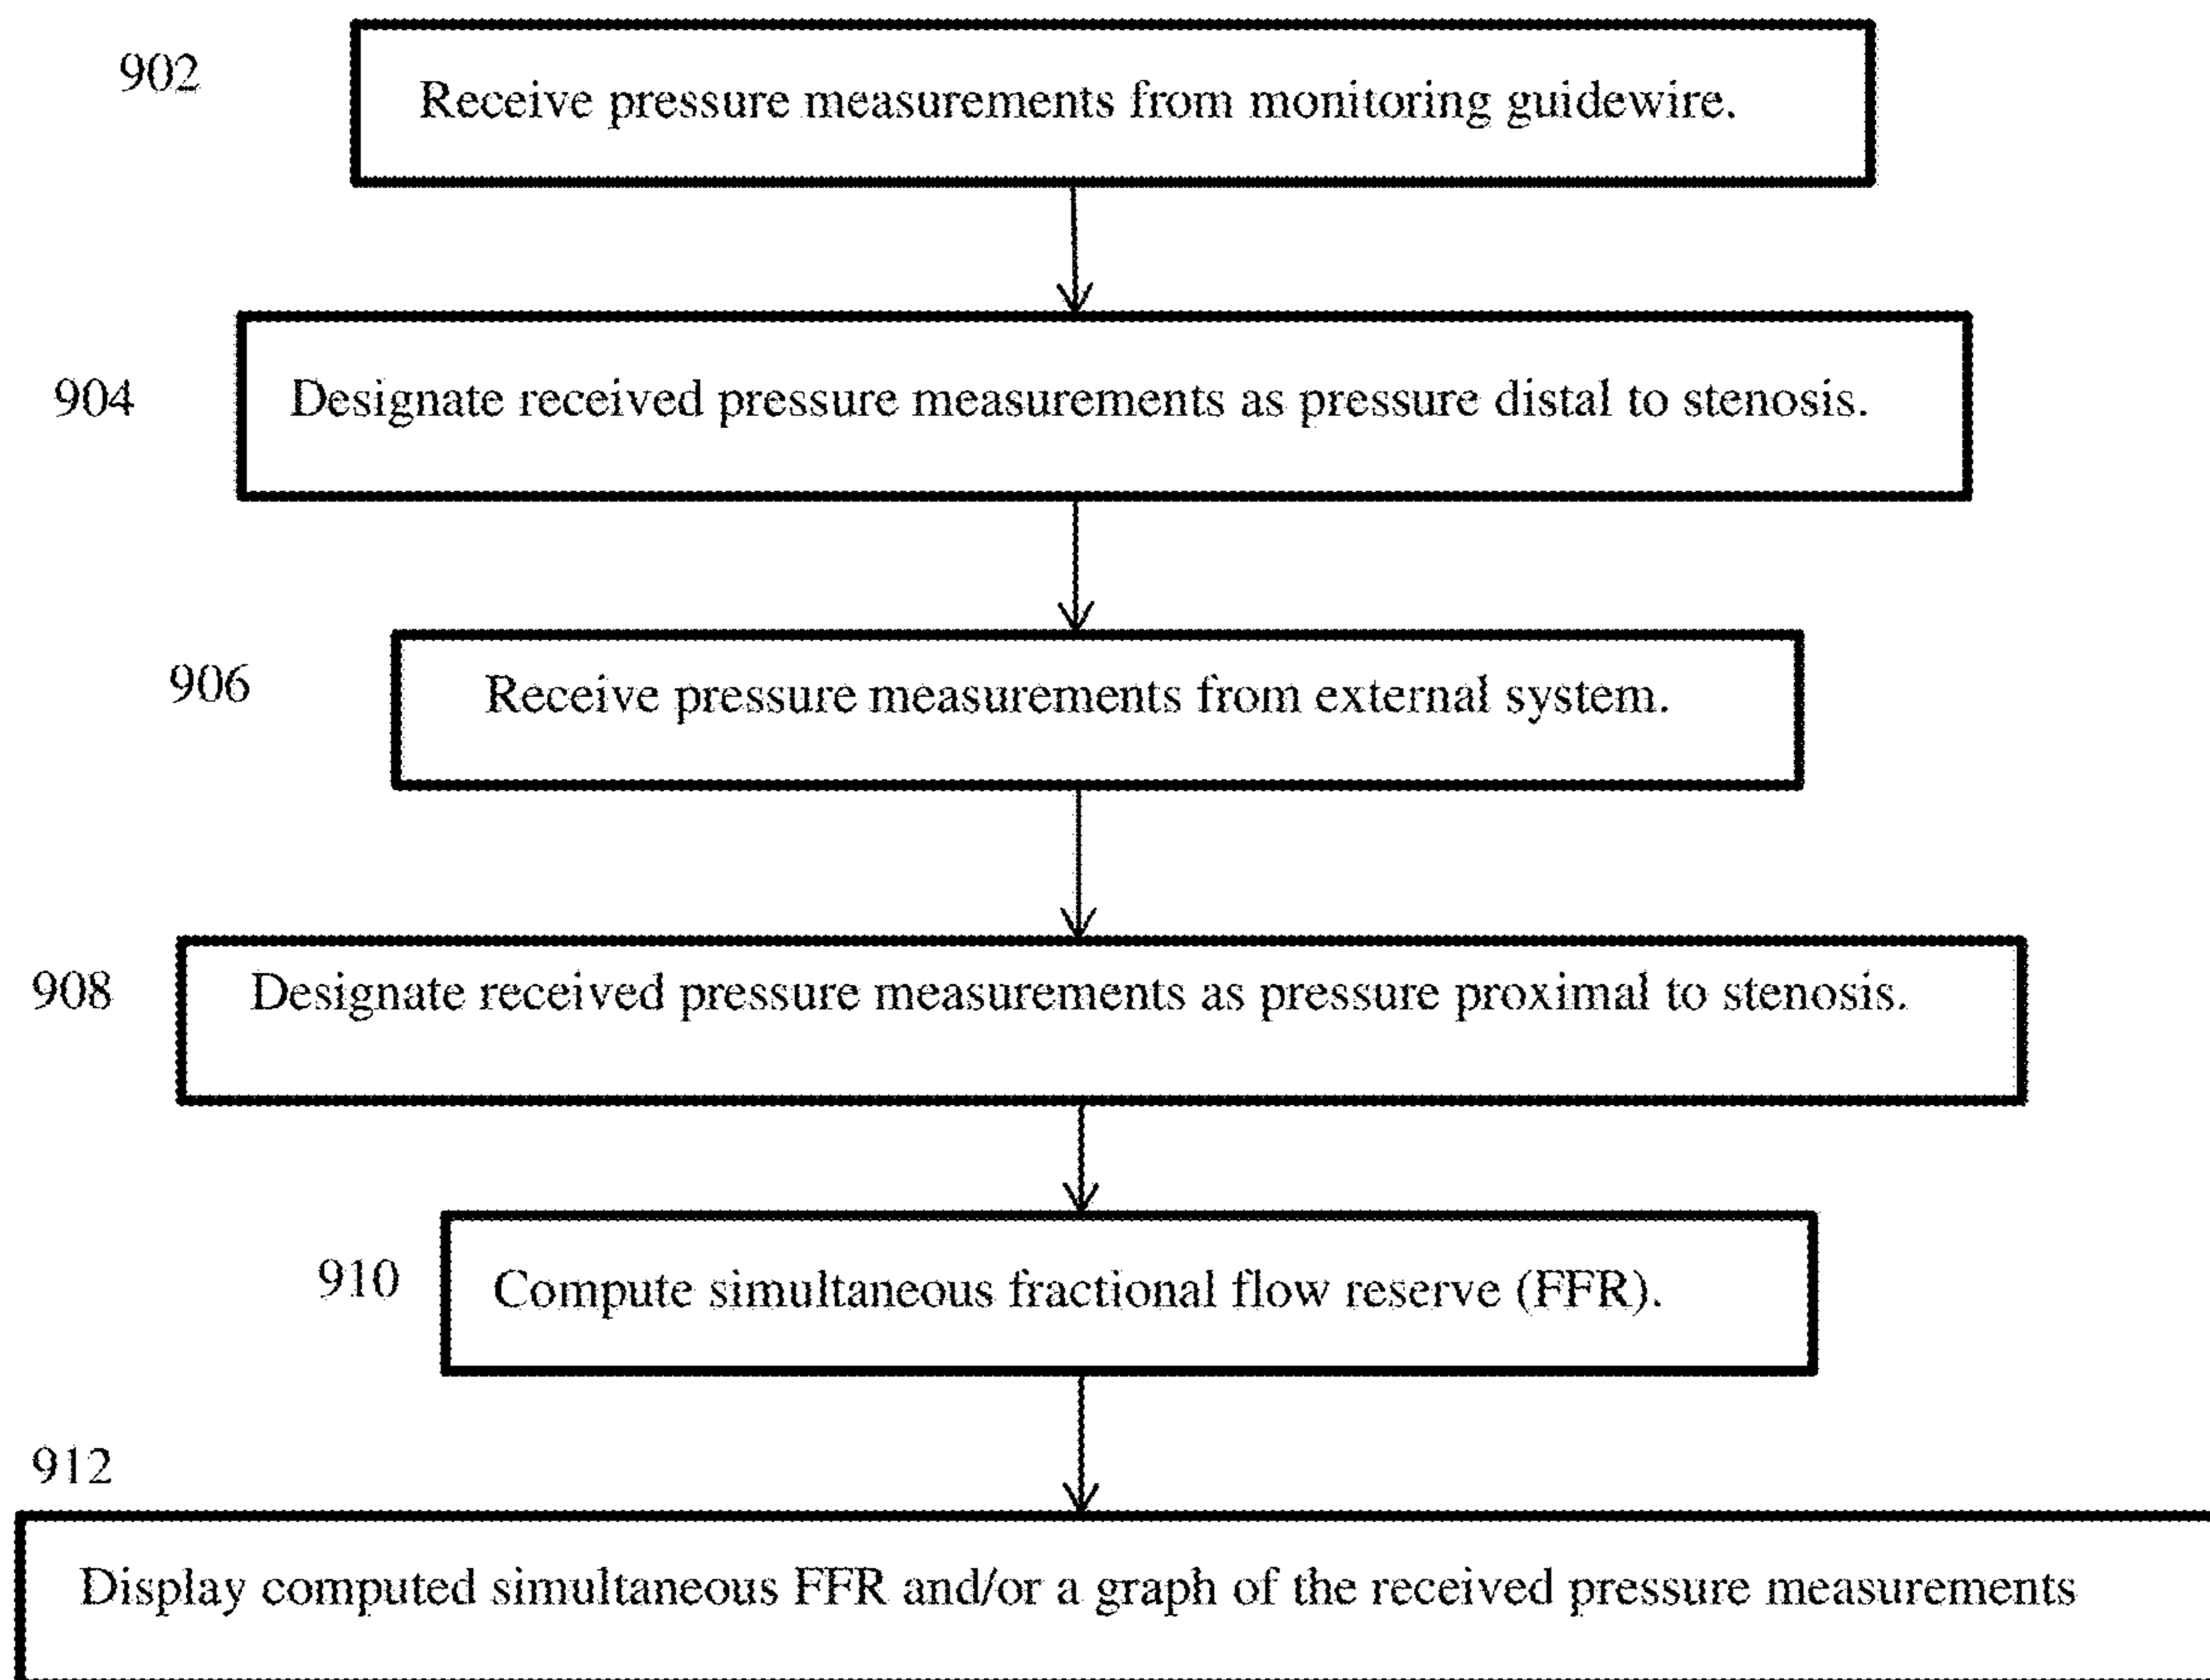 902
Receive pressure measurements from monitoring guidewire.
904
Designate received pressure measurements as pressure distal to stenosis.
906
Receive pressure measurements from external system.
908
Designate received pressure measurements as pressure proximal to stenosis.
910
Compute simultaneous fractional flow reserve (FFR).
912
Display computed simultaneous FFR and/or a graph of the received pressure measurements